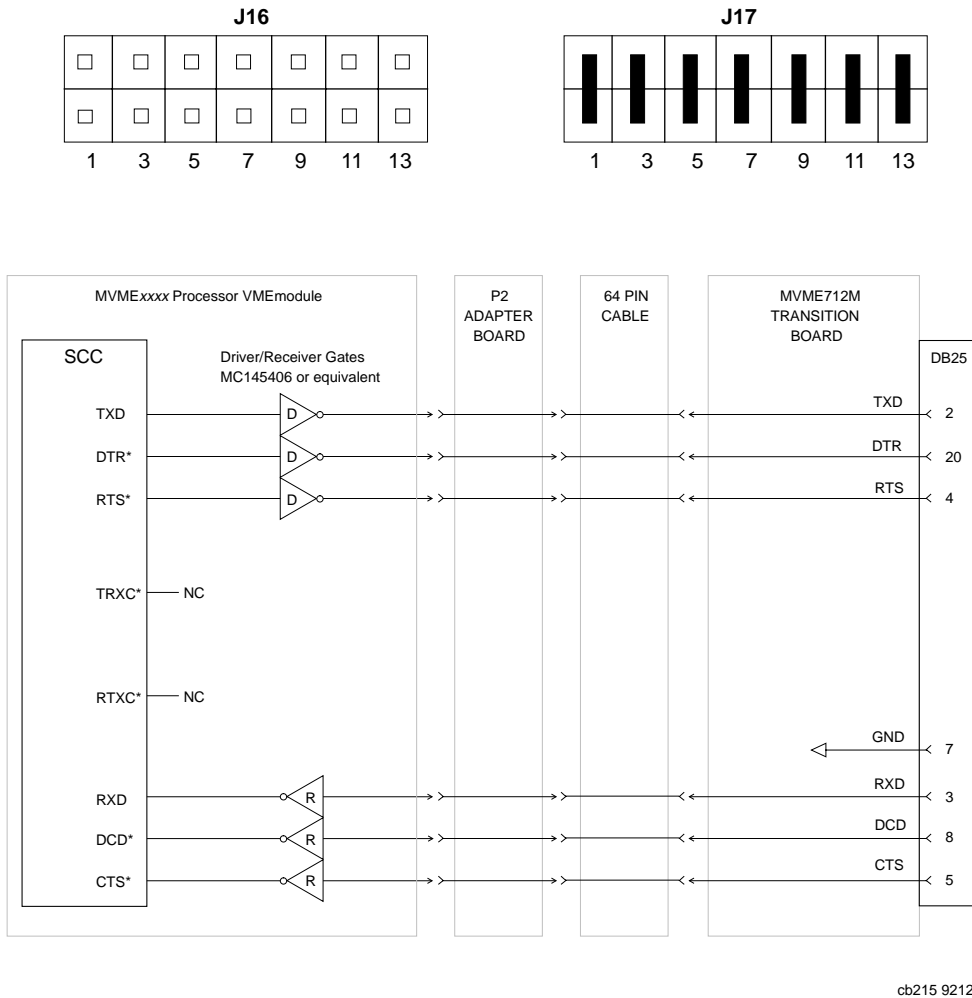 J16
J17
1 3 5 7 9 11 13
1 3 5 7 9 11 13
MVMExxxx Processor VMEmodule
P2
ADAPTER
BOARD
64 PIN
CABLE
MVME712M
TRANSITION
BOARD
SCC
Driver/Receiver Gates
MC145406 or equivalent
DB25
TXD D TXD 2
DTR* D DTR 20
RTS* D RTS 4
TRXC* NC
RTXC* NC
GND 7
RXD R RXD 3
DCD* R DCD 8
CTS* R CTS 5
cb215 9212